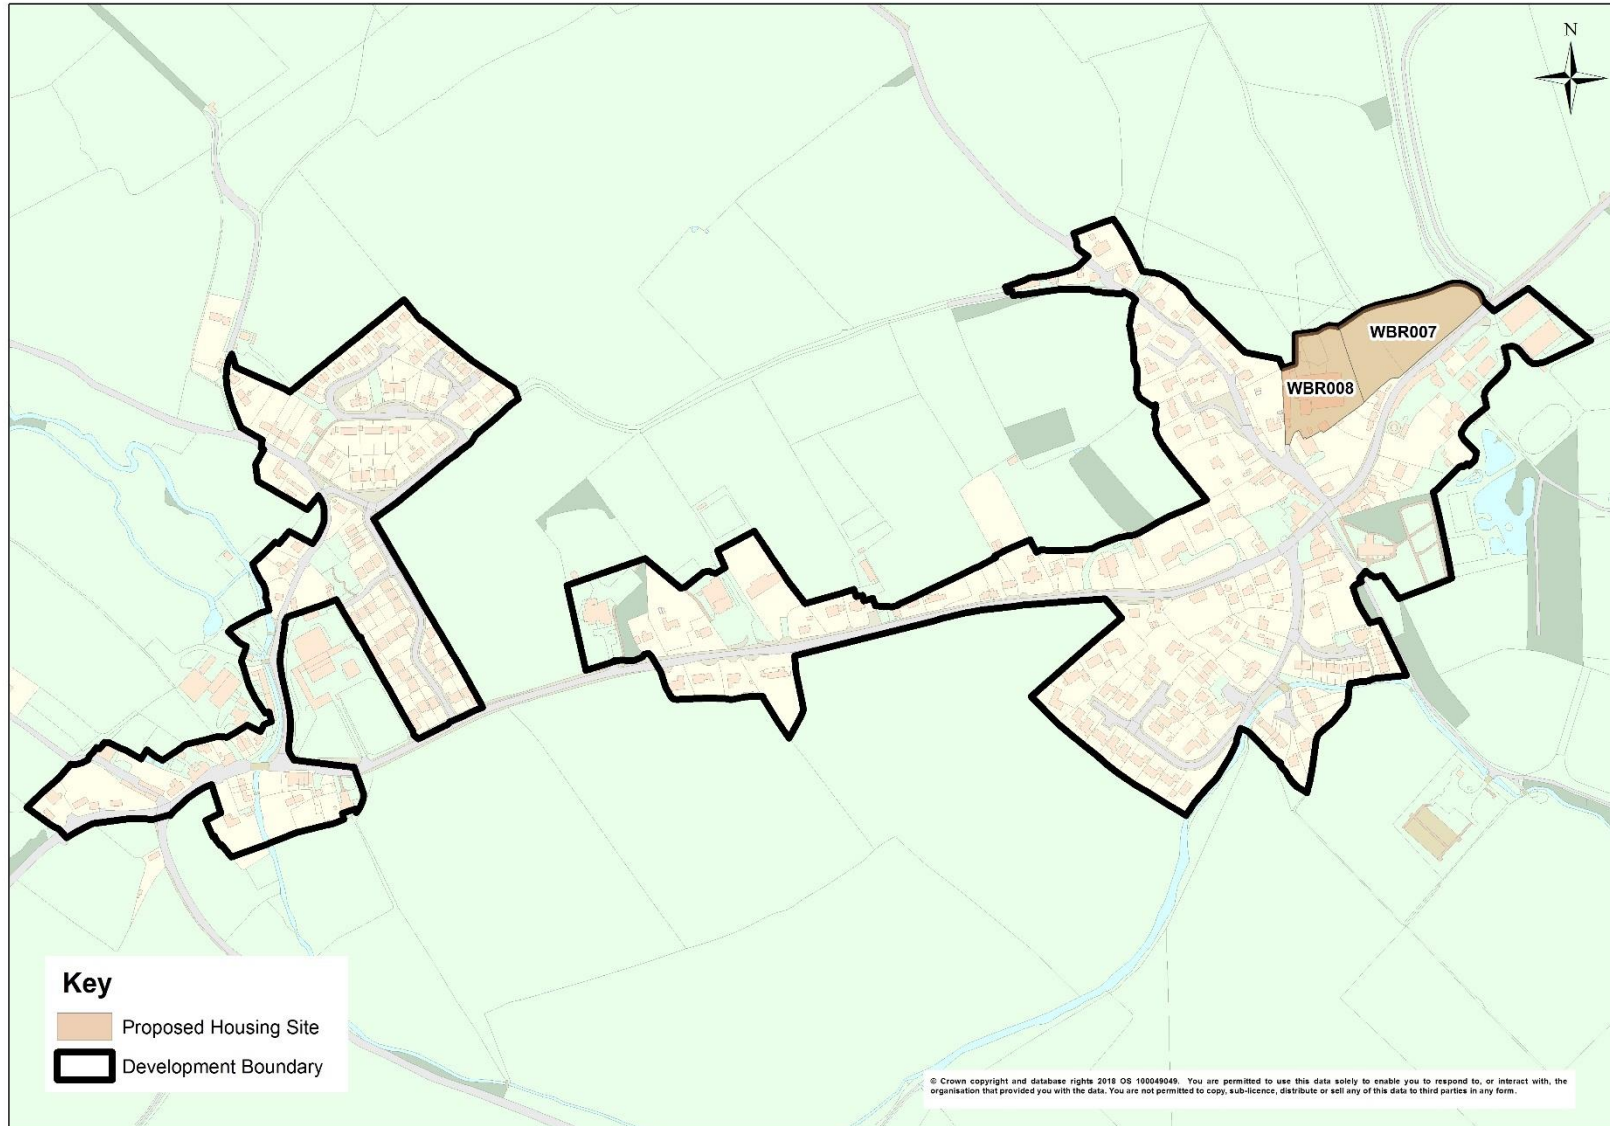 N
WBR007
WBR008
Key
Proposed Housing Site
Development Boundary
© Crown copyright and database rights 2018 OS 100049049. You are permitted to use this data solely to enable you to respond to, or interact with, the
organisation that provided you with the data. You are not permitted to copy, sub-licence, distribute or sell any of this data to third parties in any form.